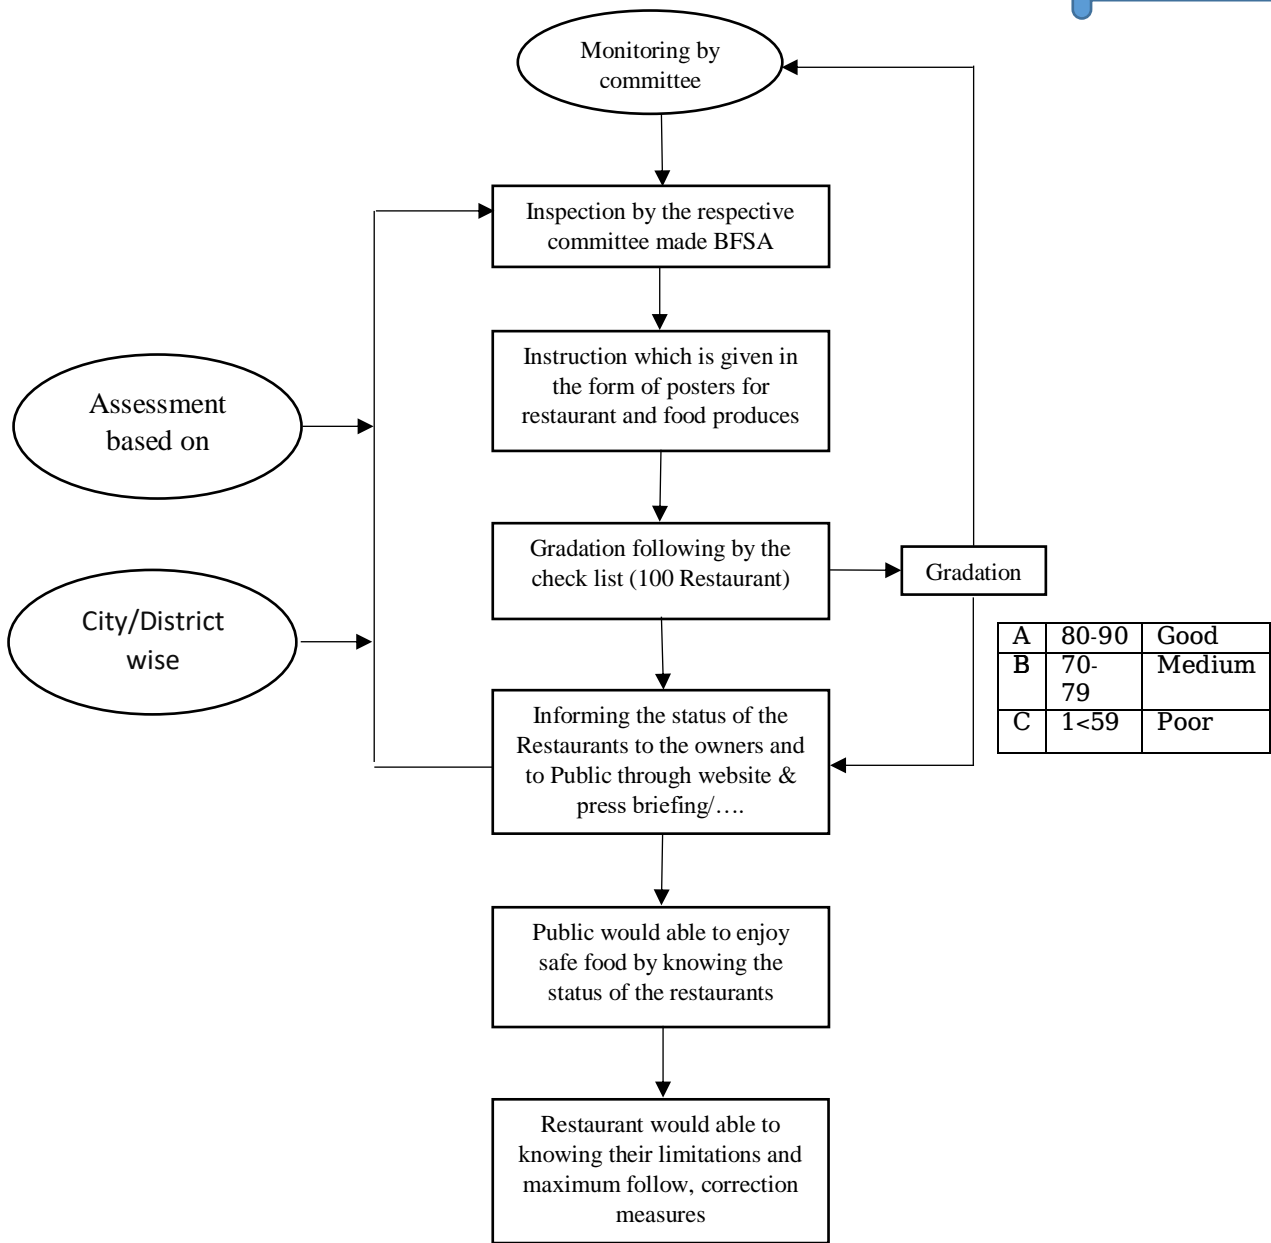 Monitoring by
committee
Inspection by the respective
committee made BFSA
Instruction which is given in
the form of posters for
restaurant and food produces
Assessment
based on
Gradation following by the
check list (100 Restaurant)
Gradation
City/District
wise
A 80-90 Good
B 70- Medium
79
C 1<59 Poor
Informing the status of the
Restaurants to the owners and
to Public through website &
press briefing/….
Public would able to enjoy
safe food by knowing the
status of the restaurants
Restaurant would able to
knowing their limitations and
maximum follow, correction
measures